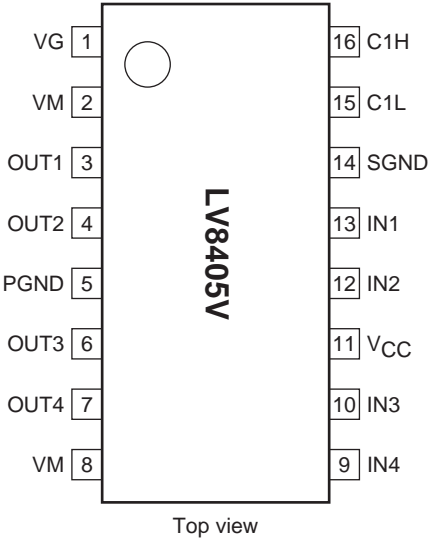 VG 1 16 C1H
VM 2 15 C1L
OUT1 3 14 SGND
OUT2 4 13 IN1
PGND 5 12 IN2
OUT3 6 11 VCC
OUT4 7 10 IN3
VM 8 9 IN4
LV8405V
Top view